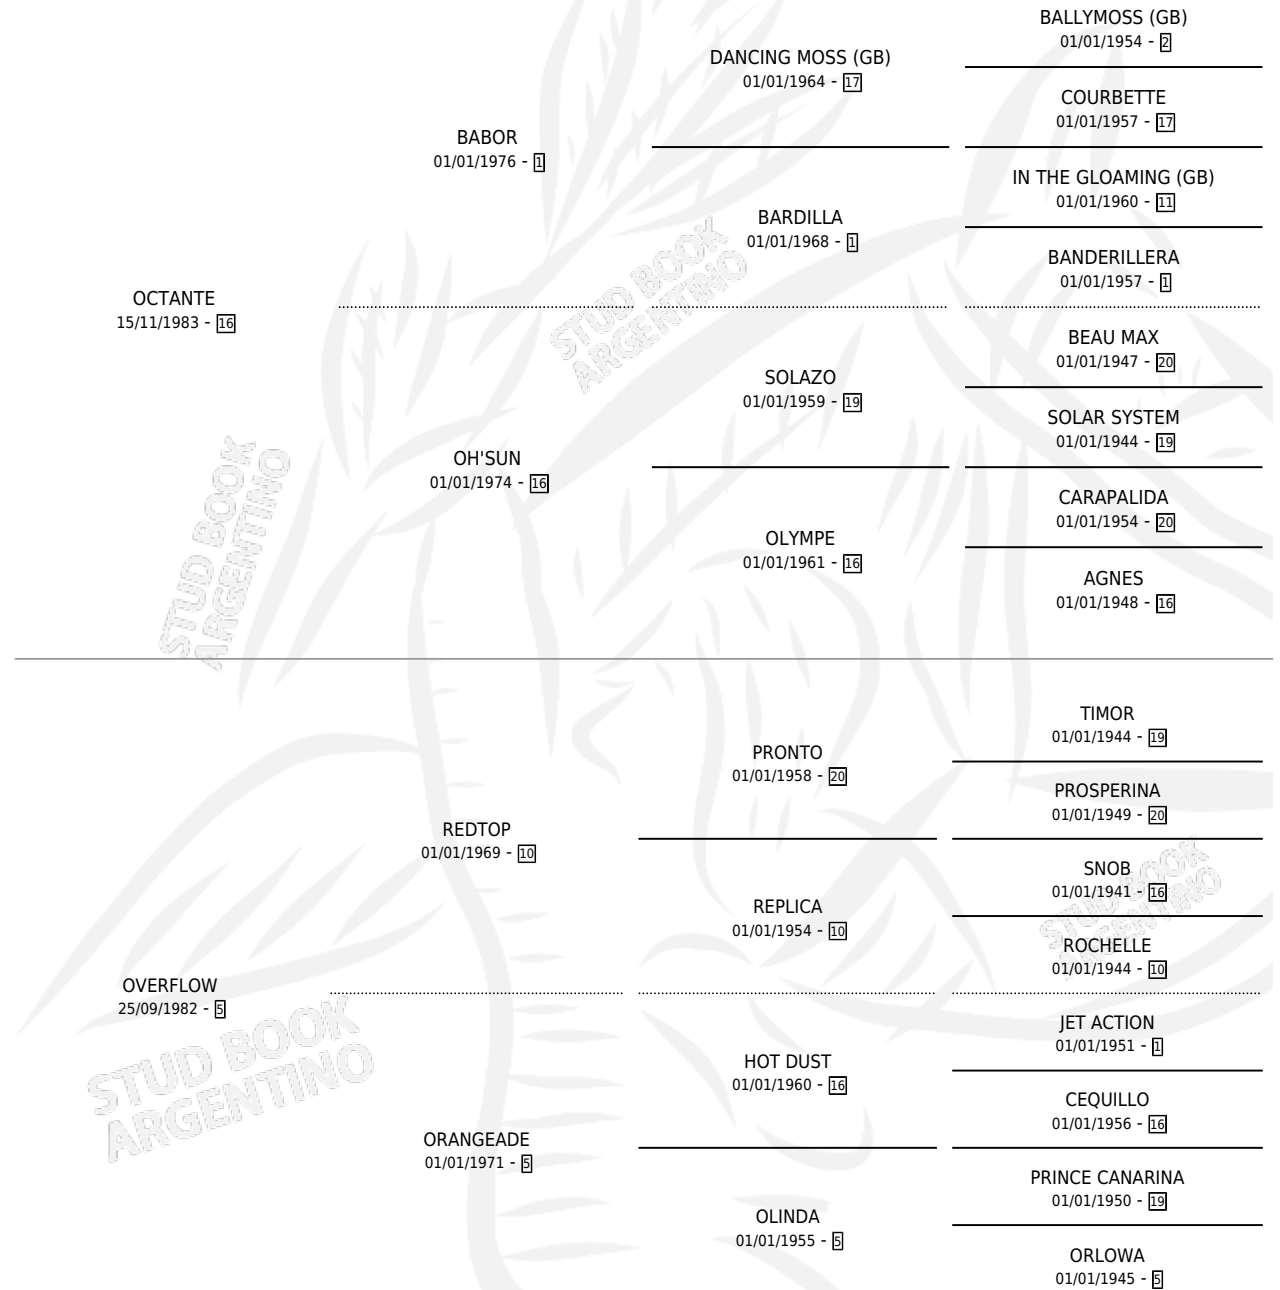 BALLYMOSS (GB)
01/01/1954 - 2
DANCING MOSS (GB)
01/01/1964 - 17
COURBETTE
01/01/1957 - 17
BABOR
01/01/1976 - 1
IN THE GLOAMING (GB)
01/01/1960 - 11
BARDILLA
01/01/1968 - 1
BANDERILLERA
01/01/1957 - 1
OCTANTE
15/11/1983 - 16
BEAU MAX
01/01/1947 - 20
SOLAZO
01/01/1959 - 19
SOLAR SYSTEM
01/01/1944 - 19
OH'SUN
01/01/1974 - 16
CARAPALIDA
01/01/1954 - 20
OLYMPE
01/01/1961 - 16
AGNES
01/01/1948 - 16
STUD BOOK
ARGENTINO
STUD BOOK
ARGENTINO
TIMOR
01/01/1944 - 19
PRONTO
01/01/1958 - 20
PROSPERINA
01/01/1949 - 20
REDTOP
01/01/1969 - 10
SNOB
01/01/1941 - 16
REPLICA
01/01/1954 - 10
ROCHELLE
01/01/1944 - 10
STUD BOOK
ARGENTINO
OVERFLOW
25/09/1982 - 5
JET ACTION
01/01/1951 - 1
HOT DUST
01/01/1960 - 16
CEQUILLO
01/01/1956 - 16
ORANGEADE
01/01/1971 - 5
PRINCE CANARINA
01/01/1950 - 19
OLINDA
01/01/1955 - 5
ORLOWA
01/01/1945 - 5
STUD BOOK
ARGENTINO